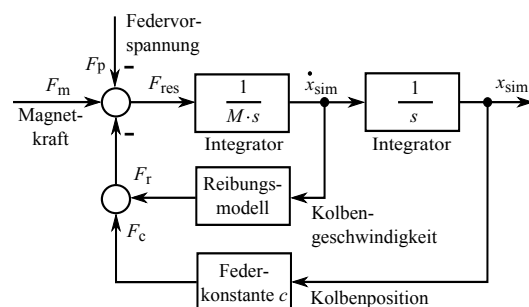 Federvor-
spannung
F_p
F_m
Magnet-
kraft
F_res
1
M·s
Integrator
ẋ_sim
1
s
Integrator
x_sim
F_r
Reibungs-
modell
Kolben-
geschwindigkeit
F_c
Feder-
konstante c
Kolbenposition